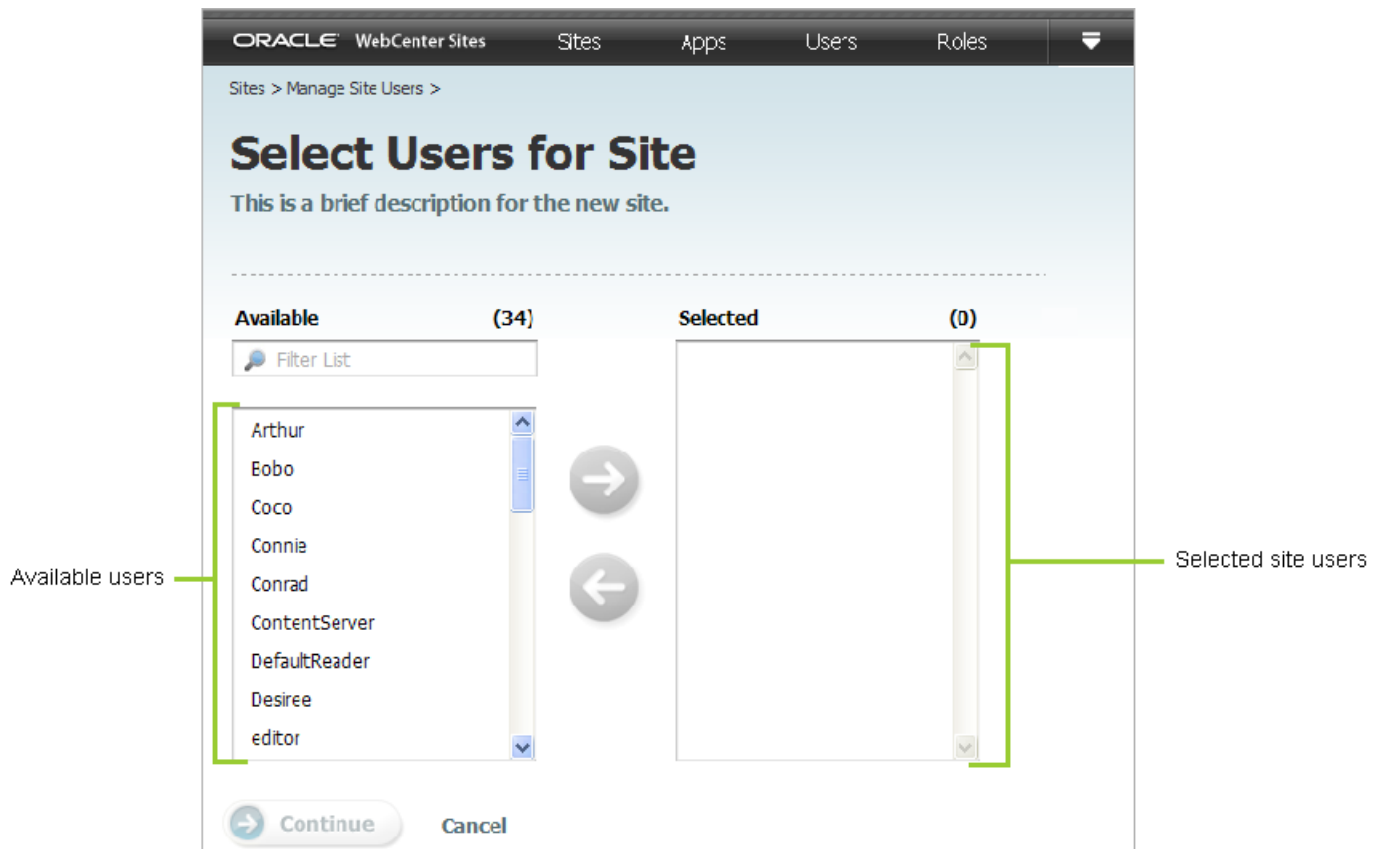 ORACLE WebCenter Sites Sites Apps Users Roles
Sites > Manage Site Users >
Select Users for Site
This is a brief description for the new site.
Available (34) Selected (0)
Filter List
Arthur
Bobo
Coco
Connie
Conrad
ContentServer
DefaultReader
Desiree
editor
Available users
Selected site users
Continue Cancel